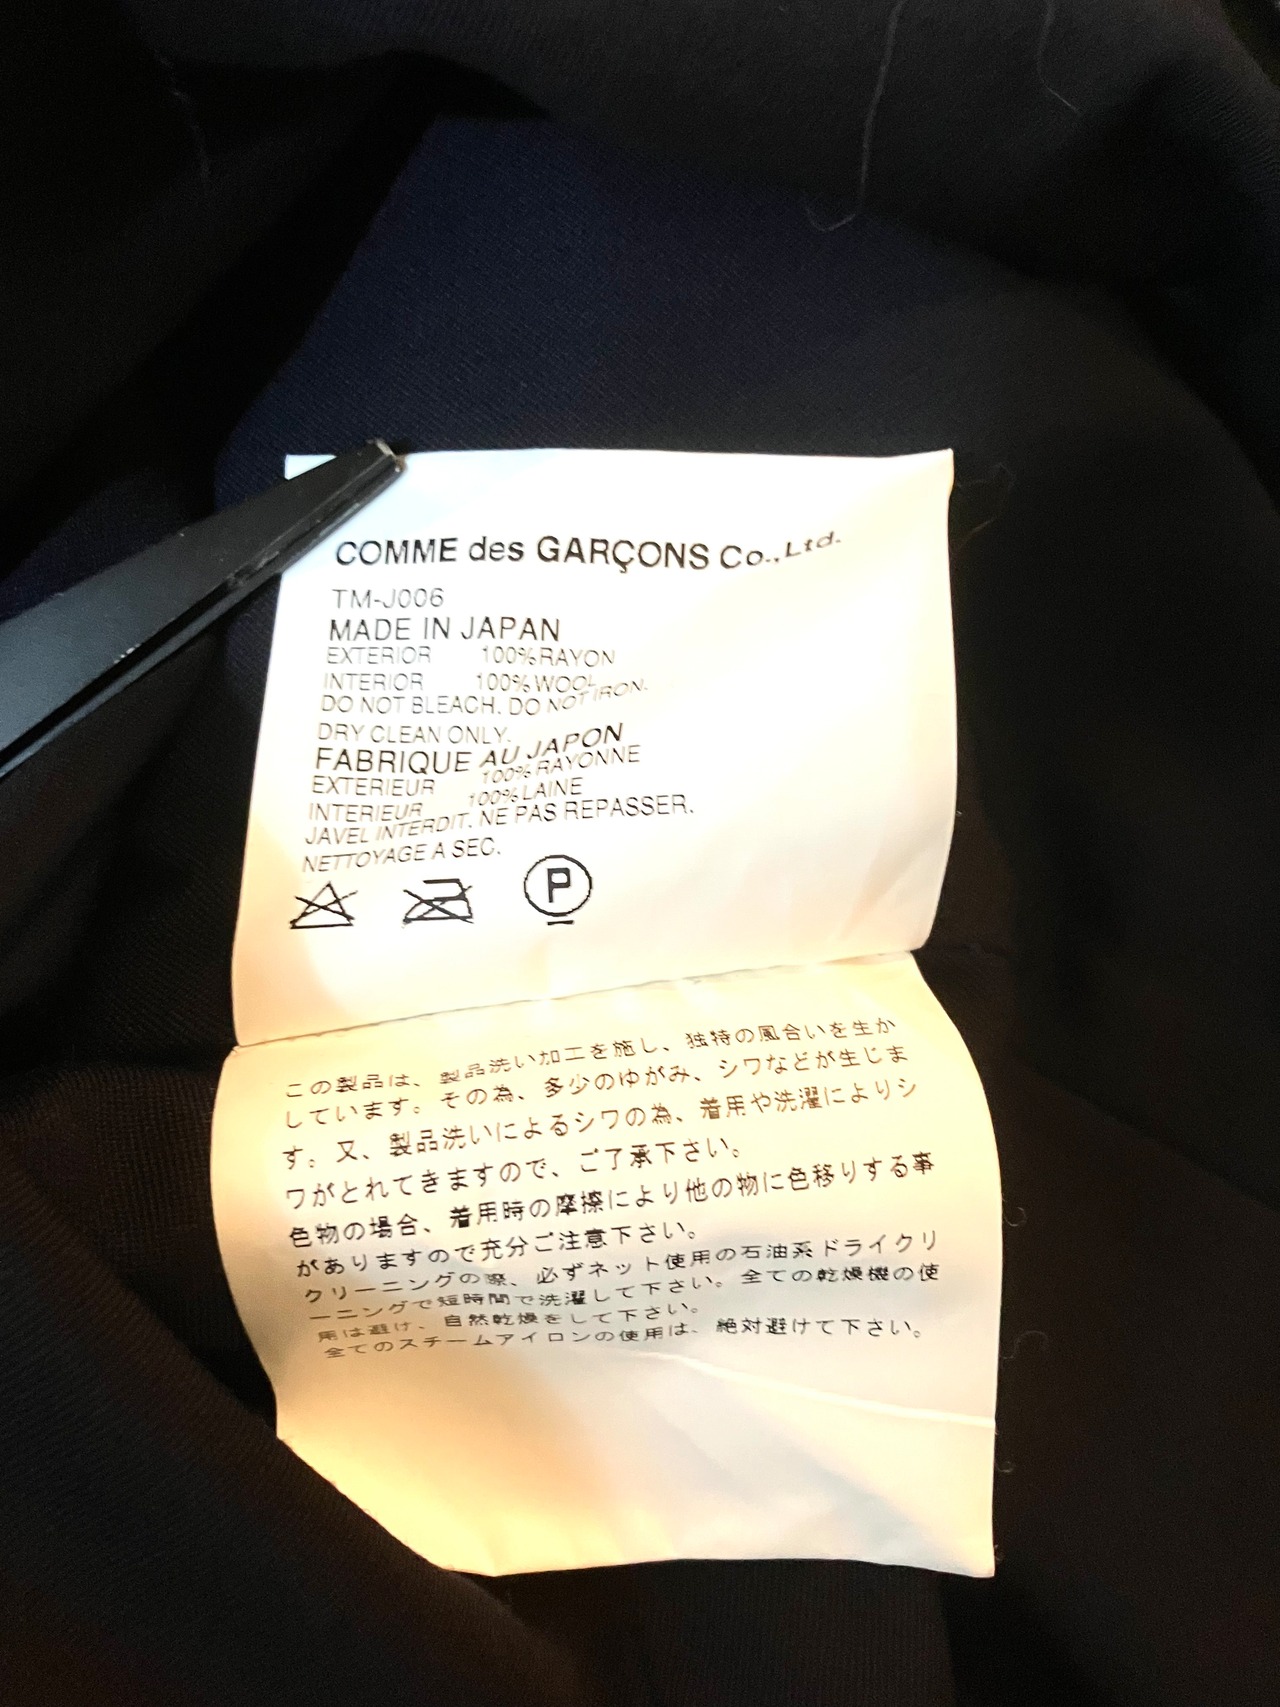 COMME des GARÇONS Co.,Ltd.
TM-J006
MADE IN JAPAN
EXTERIOR 100%RAYON
INTERIOR 100%WOOL
DO NOT BLEACH. DO NOT IRON.
DRY CLEAN ONLY.
FABRIQUE AU JAPON
EXTERIEUR 100%RAYONNE
INTERIEUR 100%LAINE
JAVEL INTERDIT. NE PAS REPASSER.
NETTOYAGE A SEC.
P
この製品は、製品洗い加工を施し、独特の風合いを生か
しています。その為、多少のゆがみ、シワなどが生じま
す。又、製品洗いによるシワの為、着用や洗濯によりシ
ワがとれてきますので、ご了承下さい。
色物の場合、着用時の摩擦により他の物に色移りする事
がありますので充分ご注意下さい。
クリーニングの際、必ずネット使用の石油系ドライクリ
ーニングで短時間で洗濯して下さい。全ての乾燥機の使
用は避け、自然乾燥をして下さい。
全てのスチームアイロンの使用は、絶対避けて下さい。